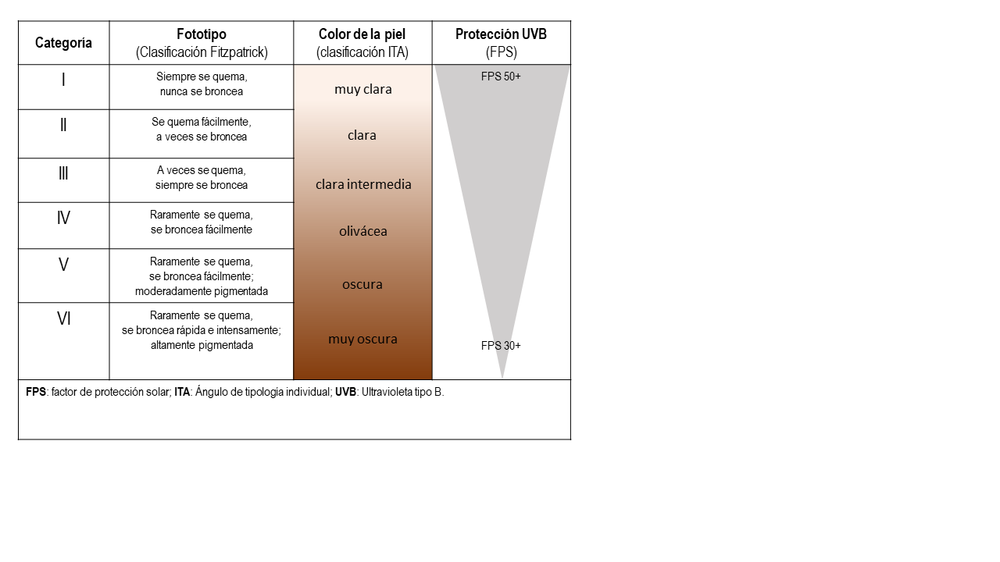 Categoría
Fototipo
(Clasificación Fitzpatrick)
Color de la piel
(clasificación ITA)
Protección UVB
(FPS)
I
Siempre se quema,
nunca se broncea
muy clara
FPS 50+
II
Se quema fácilmente,
a veces se broncea
clara
III
A veces se quema,
siempre se broncea
clara intermedia
IV
Raramente se quema,
se broncea fácilmente
olivácea
V
Raramente se quema,
se broncea fácilmente;
moderadamente pigmentada
oscura
VI
Raramente se quema,
se broncea rápida e intensamente;
altamente pigmentada
muy oscura
FPS 30+
FPS: factor de protección solar; ITA: Ángulo de tipología individual; UVB: Ultravioleta tipo B.